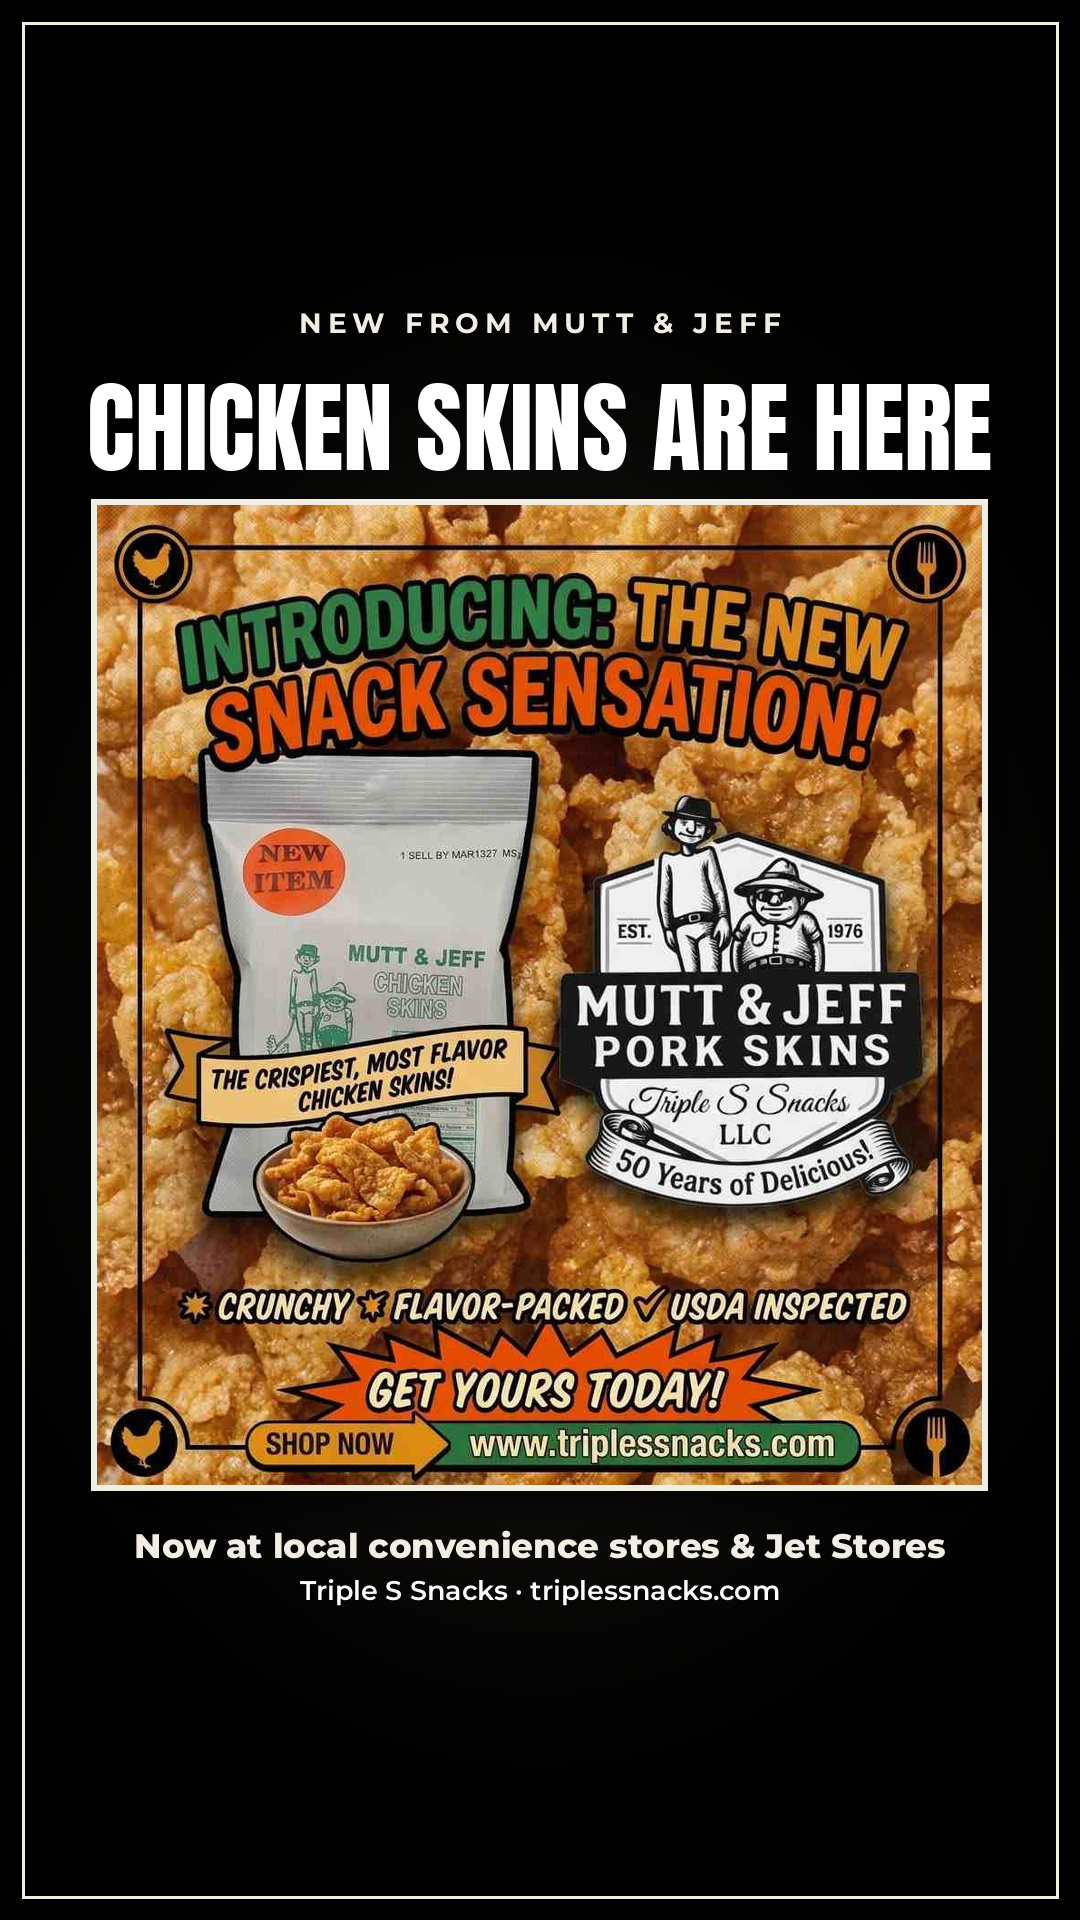 NEW FROM MUTT & JEFF
CHICKEN SKINS ARE HERE
INTRODUCING: THE NEW
SNACK SENSATION!
NEW
ITEM
1 SELL BY MAR1327 MS
MUTT & JEFF
CHICKEN
SKINS
THE CRISPIEST, MOST FLAVOR
CHICKEN SKINS!
EST. 1976
MUTT & JEFF
PORK SKINS
Triple S Snacks
LLC
50 Years of Delicious!
CRUNCHY FLAVOR-PACKED USDA INSPECTED
GET YOURS TODAY!
SHOP NOW www.triplessnacks.com
Now at local convenience stores & Jet Stores
Triple S Snacks · triplessnacks.com